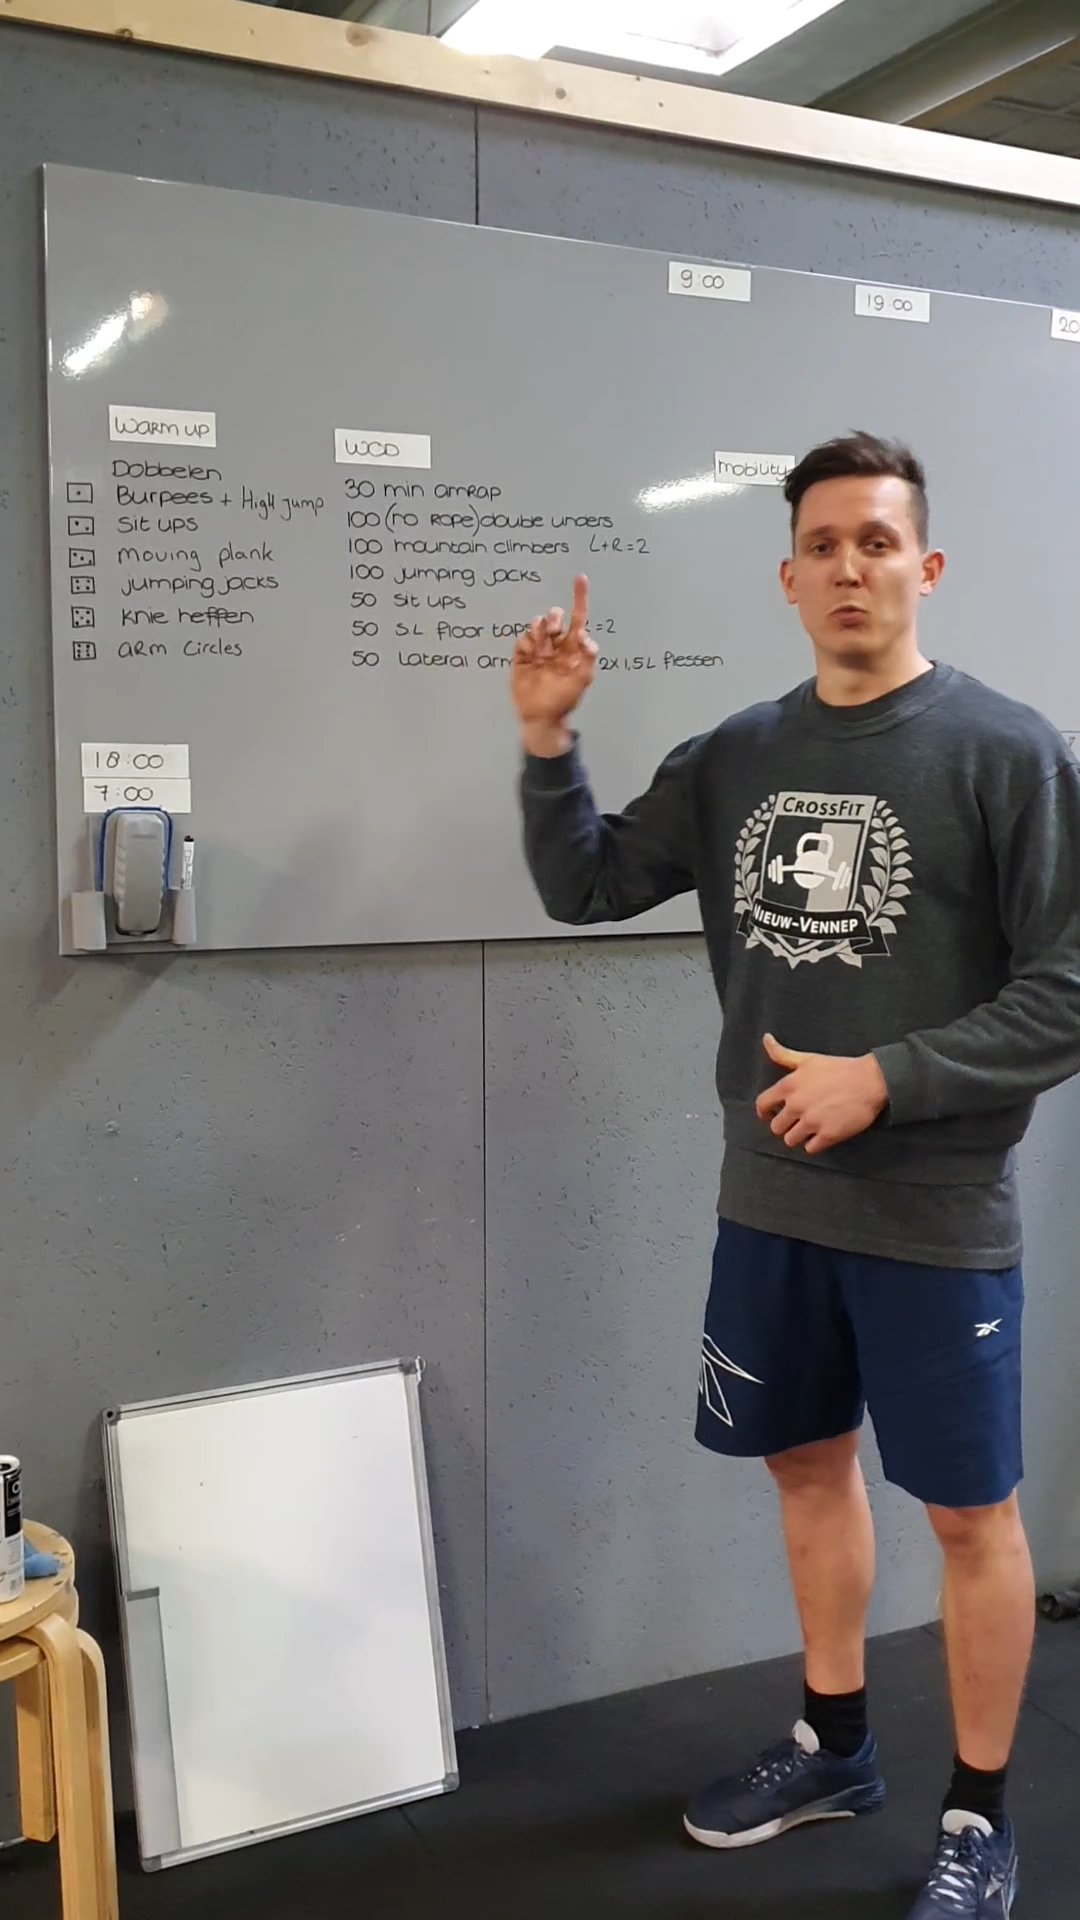 9:00
19:00
20
warm up
Dobbelen
Burpees + High jump
Sit ups
moving plank
jumping jacks
knie heffen
arm circles
WOD
30 min amrap
100 (no rope) double unders
100 mountain climbers L+R=2
100 jumping jacks
50 sit ups
50 SL floor taps =2
50 Lateral arm 2x 1,5L flessen
mobility
18:00
7:00
CROSSFIT
NIEUW-VENNEP